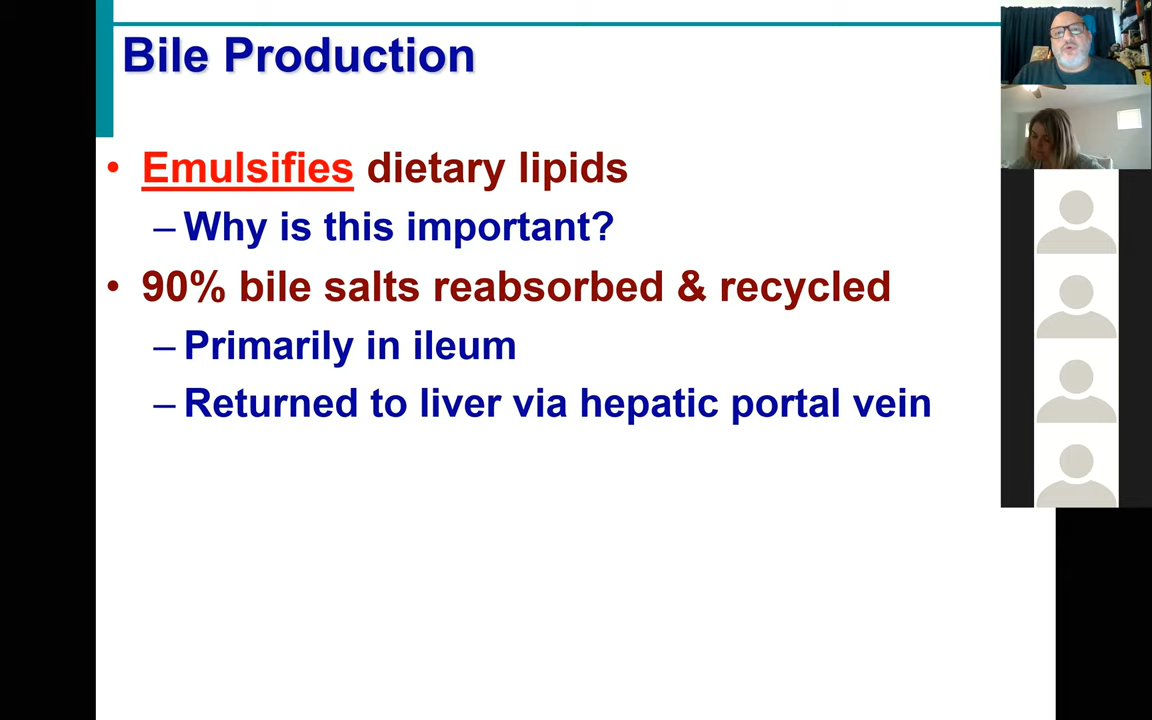 Bile Production
• Emulsifies dietary lipids
– Why is this important?
• 90% bile salts reabsorbed & recycled
– Primarily in ileum
– Returned to liver via hepatic portal vein